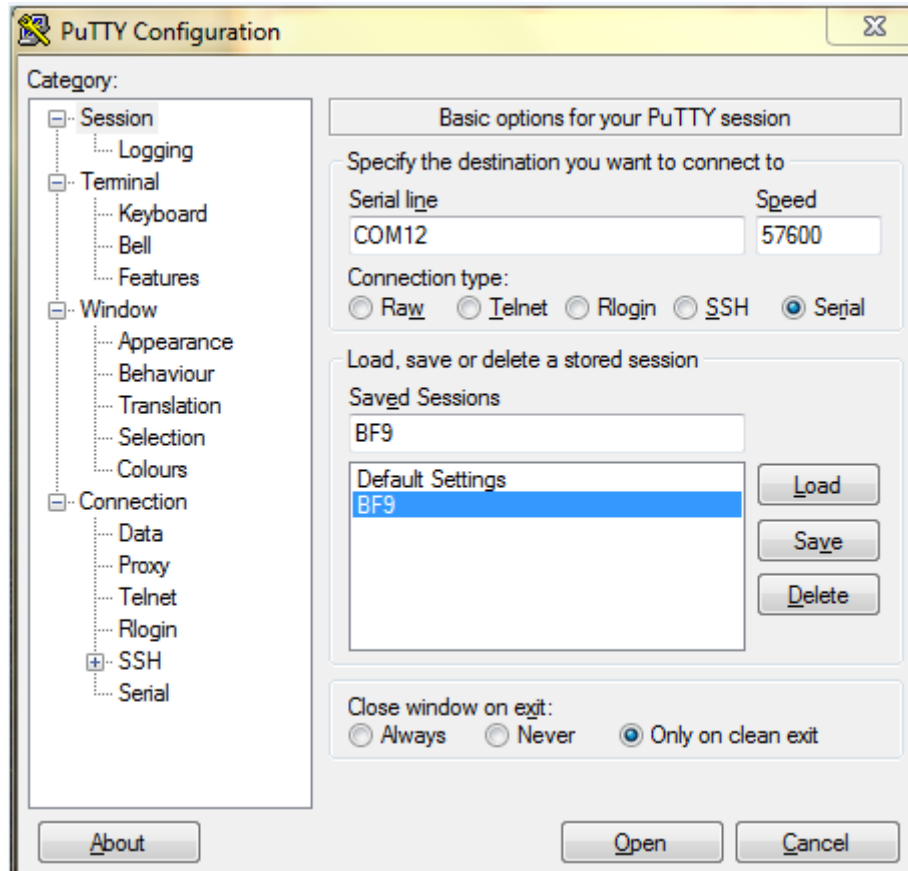 PuTTY Configuration
Category:
Session
Logging
Terminal
Keyboard
Bell
Features
Window
Appearance
Behaviour
Translation
Selection
Colours
Connection
Data
Proxy
Telnet
Rlogin
SSH
Serial
Basic options for your PuTTY session
Specify the destination you want to connect to
Serial line Speed
COM12 57600
Connection type:
Raw Telnet Rlogin SSH Serial
Load, save or delete a stored session
Saved Sessions
BF9
Default Settings
BF9
Load
Save
Delete
Close window on exit:
Always Never Only on clean exit
About Open Cancel